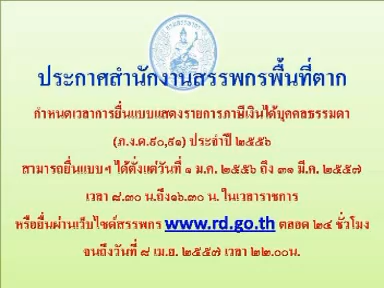 ประกาศสำนักงานสรรพกรพื้นที่ตาก
กำหนดเวลาการยื่นแบบแสดงรายการภาษีเงินได้บุคคลธรรมดา
(ภ.ง.ด.๙๐,๙๑) ประจำปี ๒๕๕๖
สามารถยื่นแบบฯ ได้ตั้งแต่วันที่ ๑ ม.ค. ๒๕๕๖ ถึง ๓๑ มี.ค. ๒๕๕๗
เวลา ๘.๓๐ น.ถึง๑๖.๓๐ น. ในเวลาราชการ
หรือยื่นผ่านเว็บไซด์สรรพกร www.rd.go.th ตลอด ๒๔ ชั่วโมง
จนถึงวันที่ ๘ เม.ย. ๒๕๕๗ เวลา ๒๒.๐๐น.